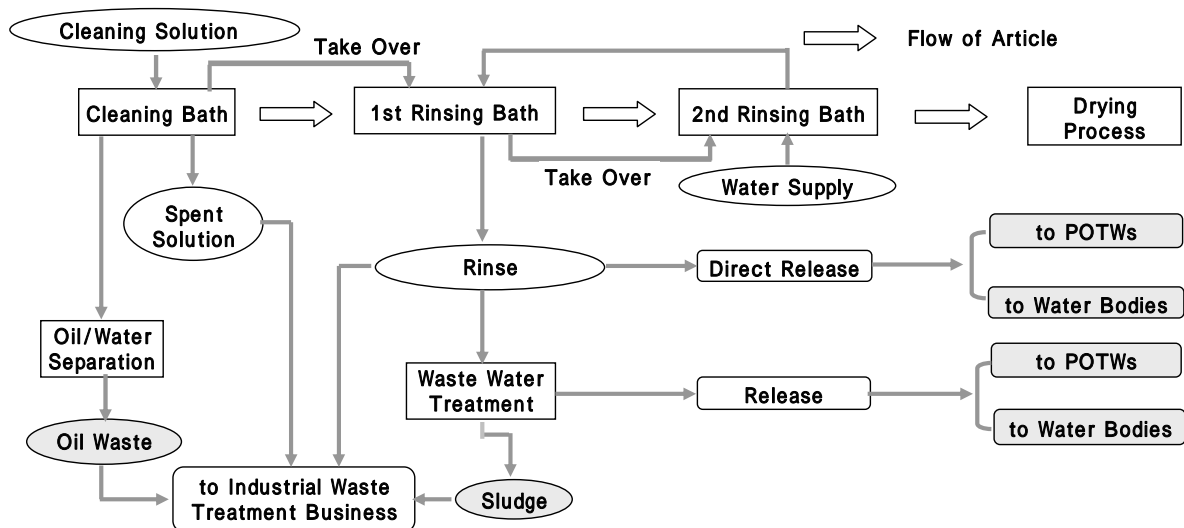 Cleaning Solution
Take Over
Flow of Article
Cleaning Bath
1st Rinsing Bath
2nd Rinsing Bath
Drying
Process
Take Over
Water Supply
Spent
Solution
Rinse
Direct Release
to POTWs
to Water Bodies
Oil/Water
Separation
Waste Water
Treatment
Release
to POTWs
to Water Bodies
Oil Waste
to Industrial Waste
Treatment Business
Sludge